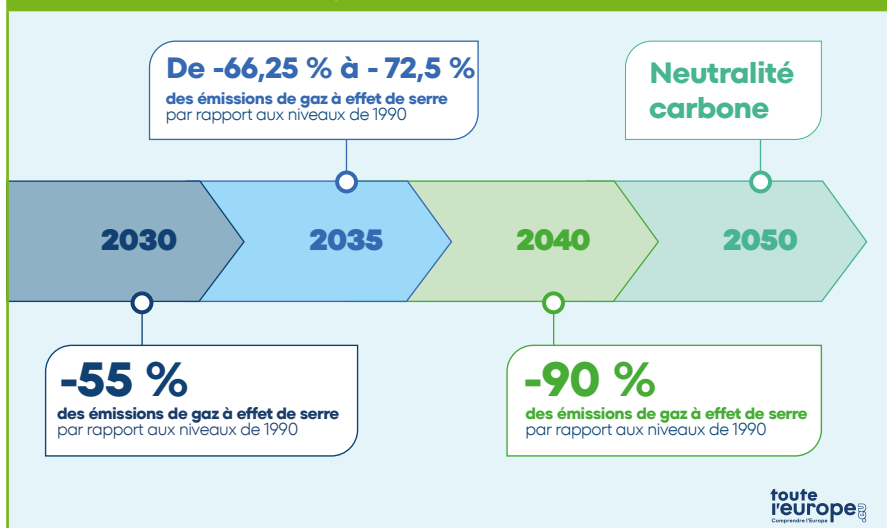 De -66,25 % à - 72,5 %
des émissions de gaz à effet de serre
par rapport aux niveaux de 1990
Neutralité
carbone
2030
2035
2040
2050
-55 %
des émissions de gaz à effet de serre
par rapport aux niveaux de 1990
-90 %
des émissions de gaz à effet de serre
par rapport aux niveaux de 1990
toute
l'europe.eu
Comprendre l'Europe